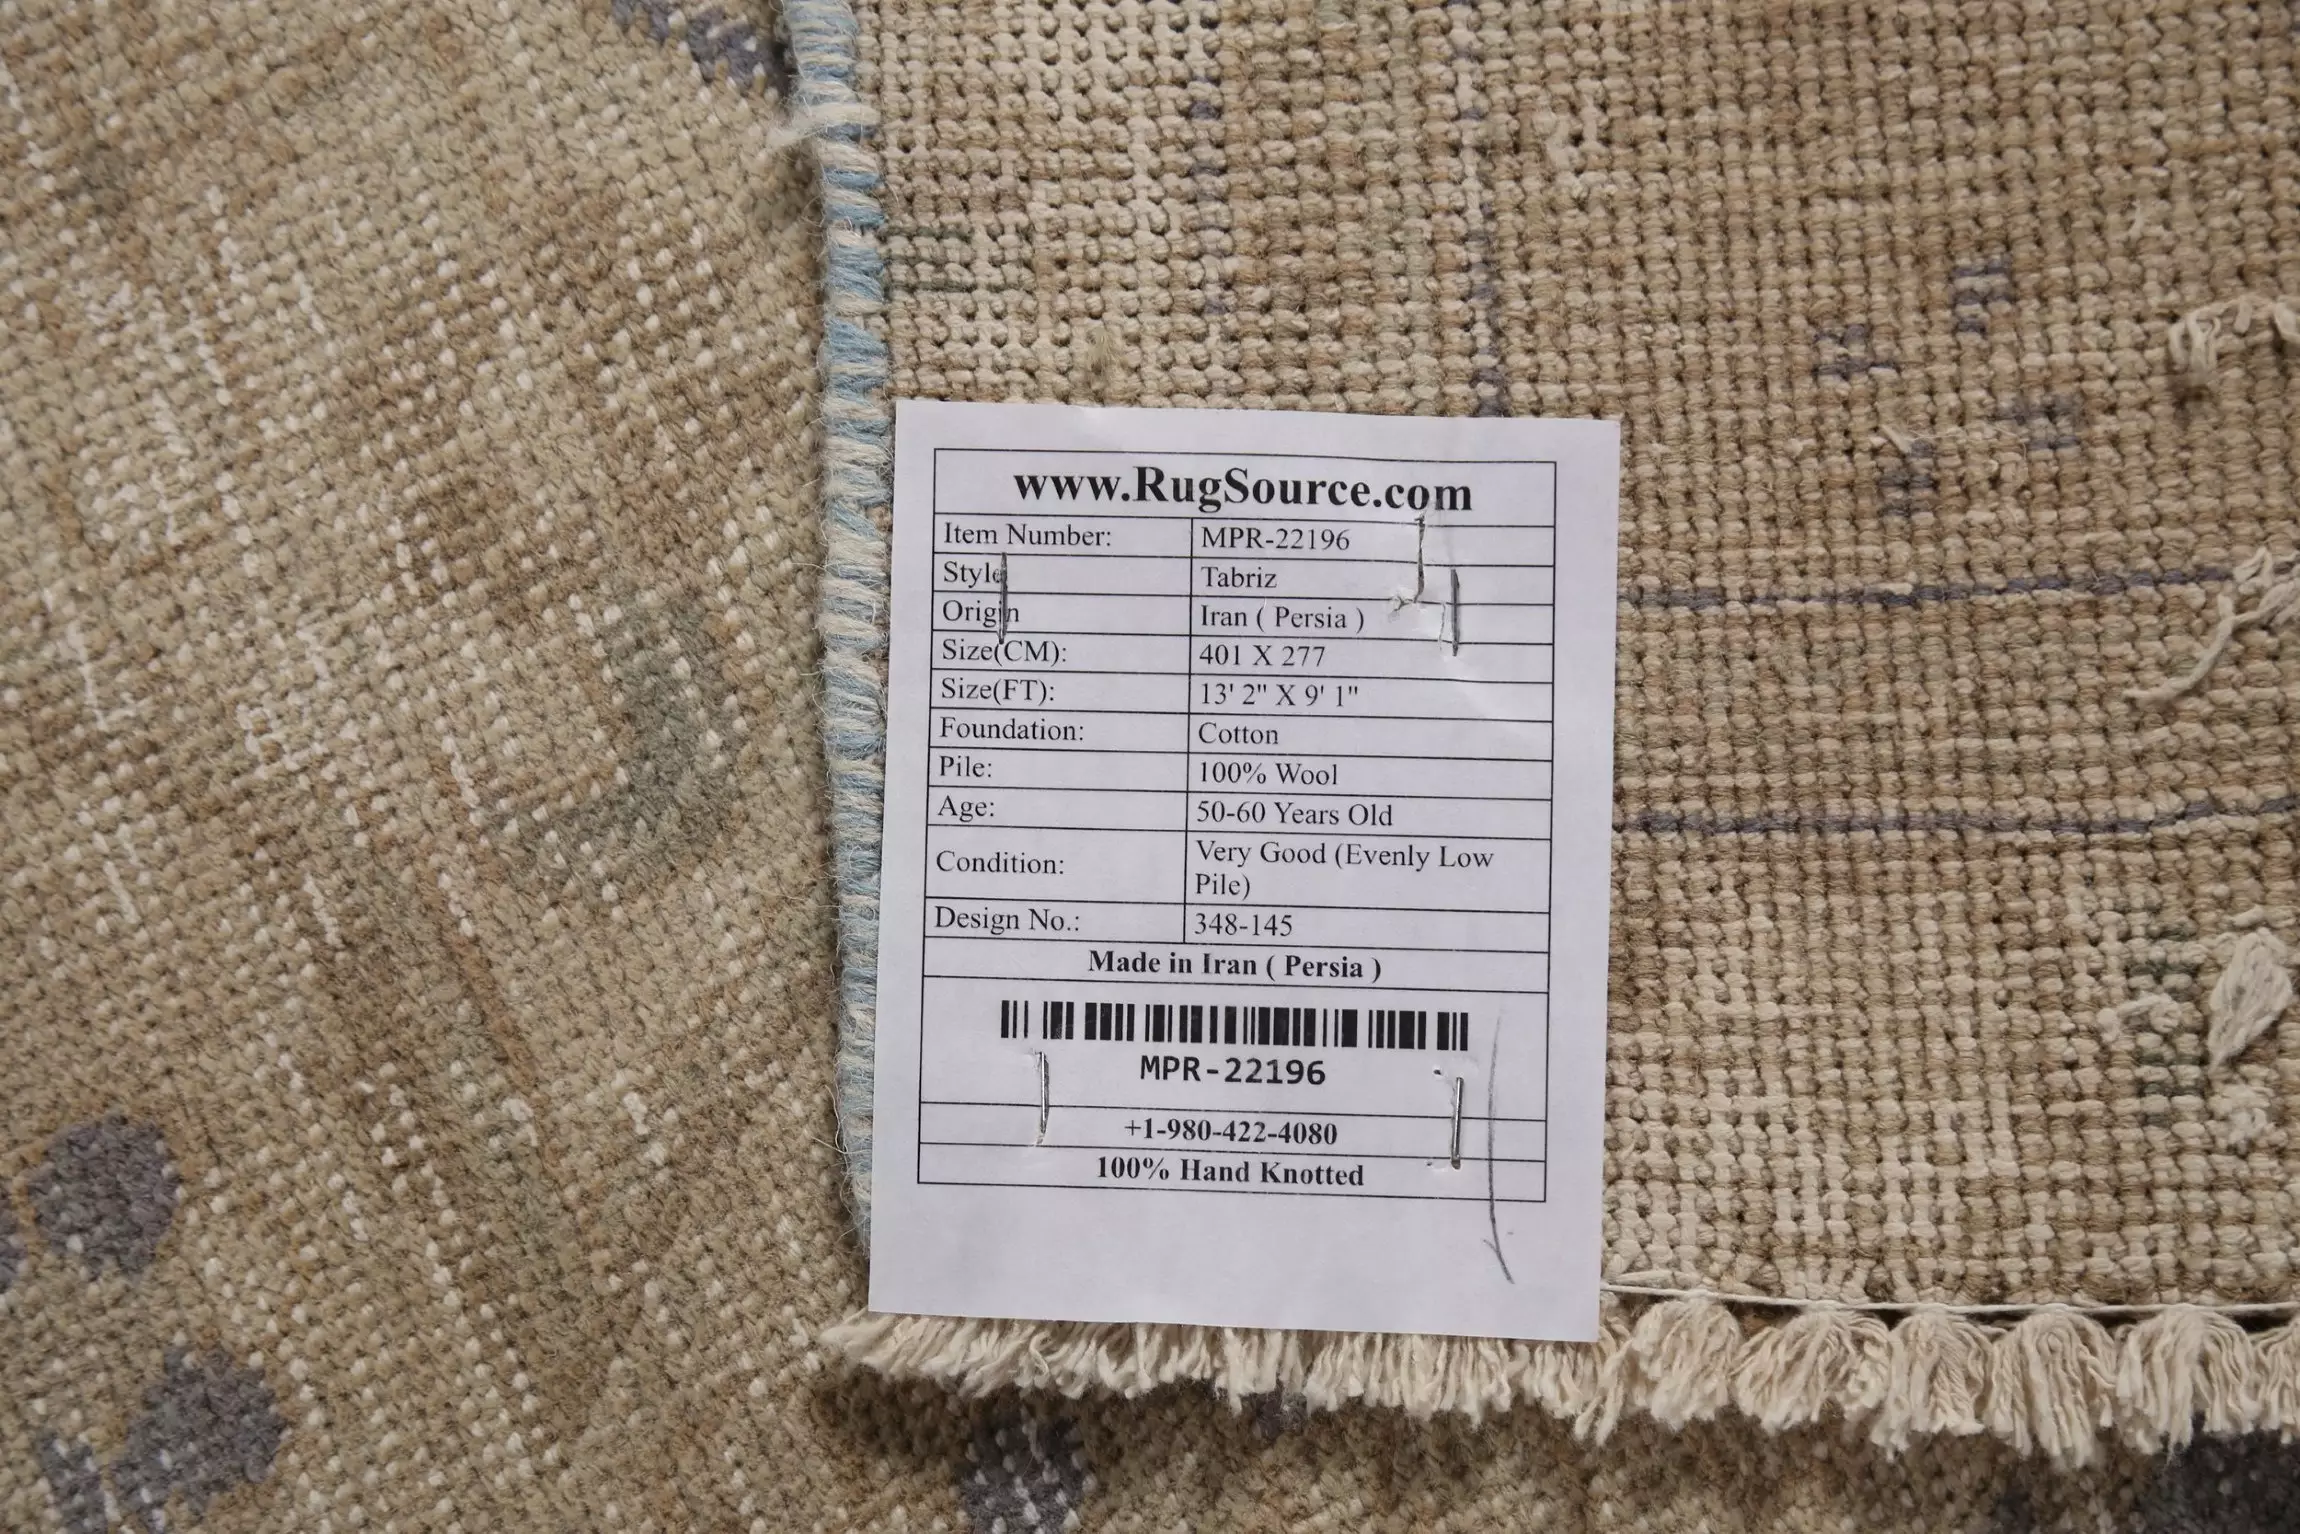 www.RugSource.com
Item Number: MPR-22196
Style Tabriz
Origin Iran ( Persia )
Size(CM): 401 X 277
Size(FT): 13' 2" X 9' 1"
Foundation: Cotton
Pile: 100% Wool
Age: 50-60 Years Old
Condition: Very Good (Evenly Low
Pile)
Design No.: 348-145
Made in Iran ( Persia )
MPR-22196
+1-980-422-4080
100% Hand Knotted